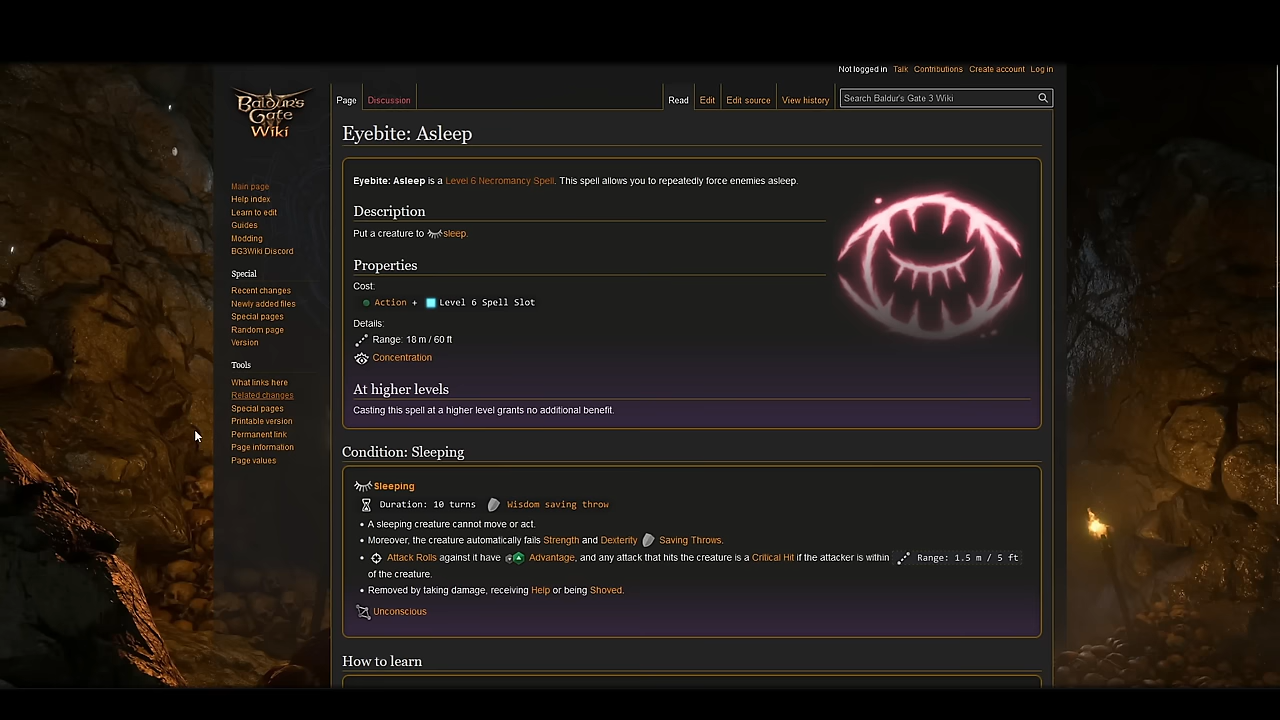 Not logged in Talk Contributions Create account Log in
Baldur's Gate Wiki
Page Discussion Read Edit Edit source View history Search Baldur's Gate 3 Wiki
Eyebite: Asleep
Main page
Help index
Learn to edit
Guides
Modding
BG3Wiki Discord
Special
Recent changes
Newly added files
Special pages
Random page
Version
Tools
What links here
Related changes
Special pages
Printable version
Permanent link
Page information
Page values
Eyebite: Asleep is a Level 6 Necromancy Spell. This spell allows you to repeatedly force enemies asleep.
Description
Put a creature to sleep.
Properties
Cost:
Action + Level 6 Spell Slot
Details:
Range: 18 m / 60 ft
Concentration
At higher levels
Casting this spell at a higher level grants no additional benefit.
Condition: Sleeping
Sleeping
Duration: 10 turns Wisdom saving throw
• A sleeping creature cannot move or act.
• Moreover, the creature automatically fails Strength and Dexterity Saving Throws.
• Attack Rolls against it have Advantage, and any attack that hits the creature is a Critical Hit if the attacker is within Range: 1.5 m / 5 ft
of the creature.
• Removed by taking damage, receiving Help or being Shoved.
Unconscious
How to learn